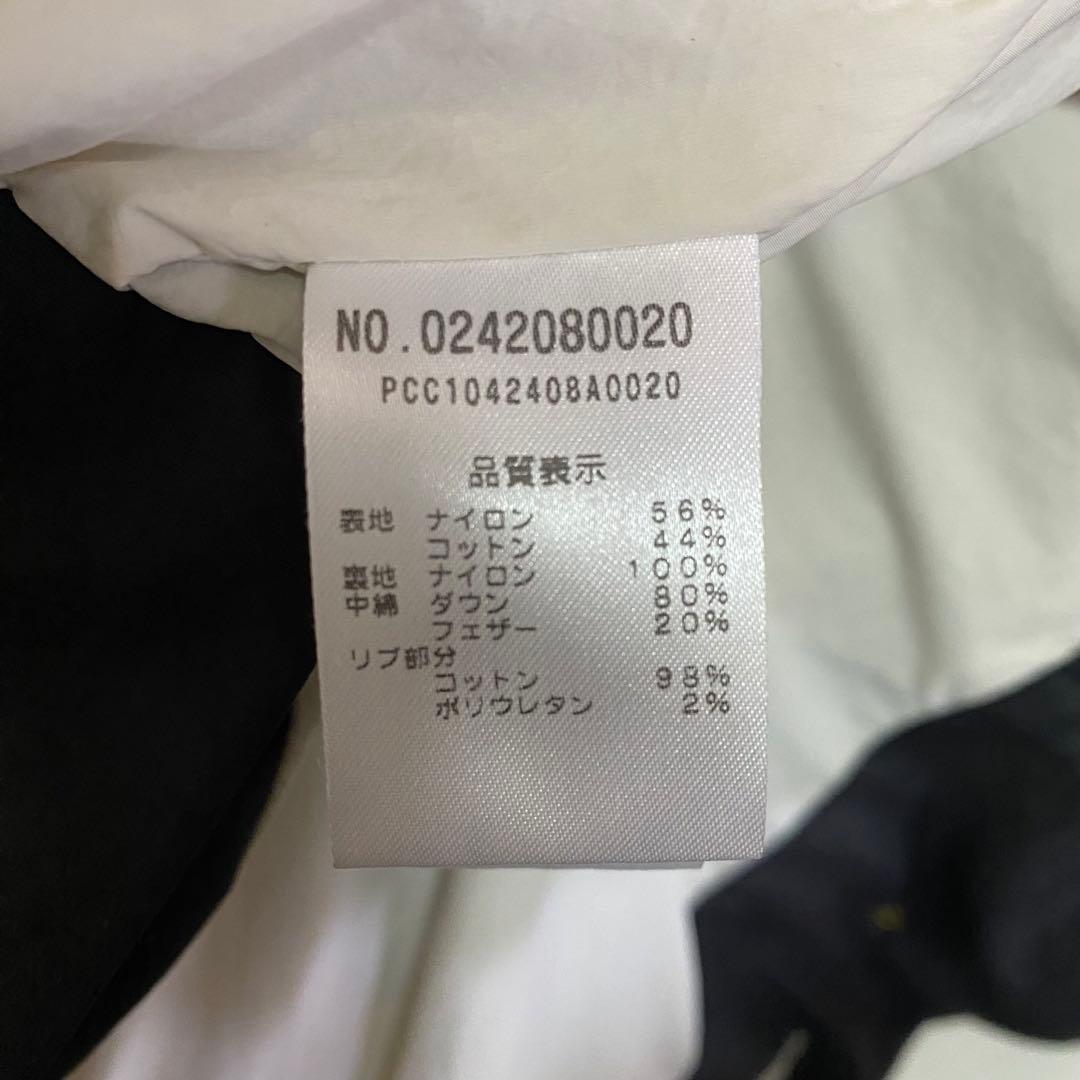 NO.0242080020
PCC1042408A0020
品質表示
表地 ナイロン 56%
コットン 44%
裏地 ナイロン 100%
中綿 ダウン 80%
フェザー 20%
リブ部分
コットン 98%
ポリウレタン 2%